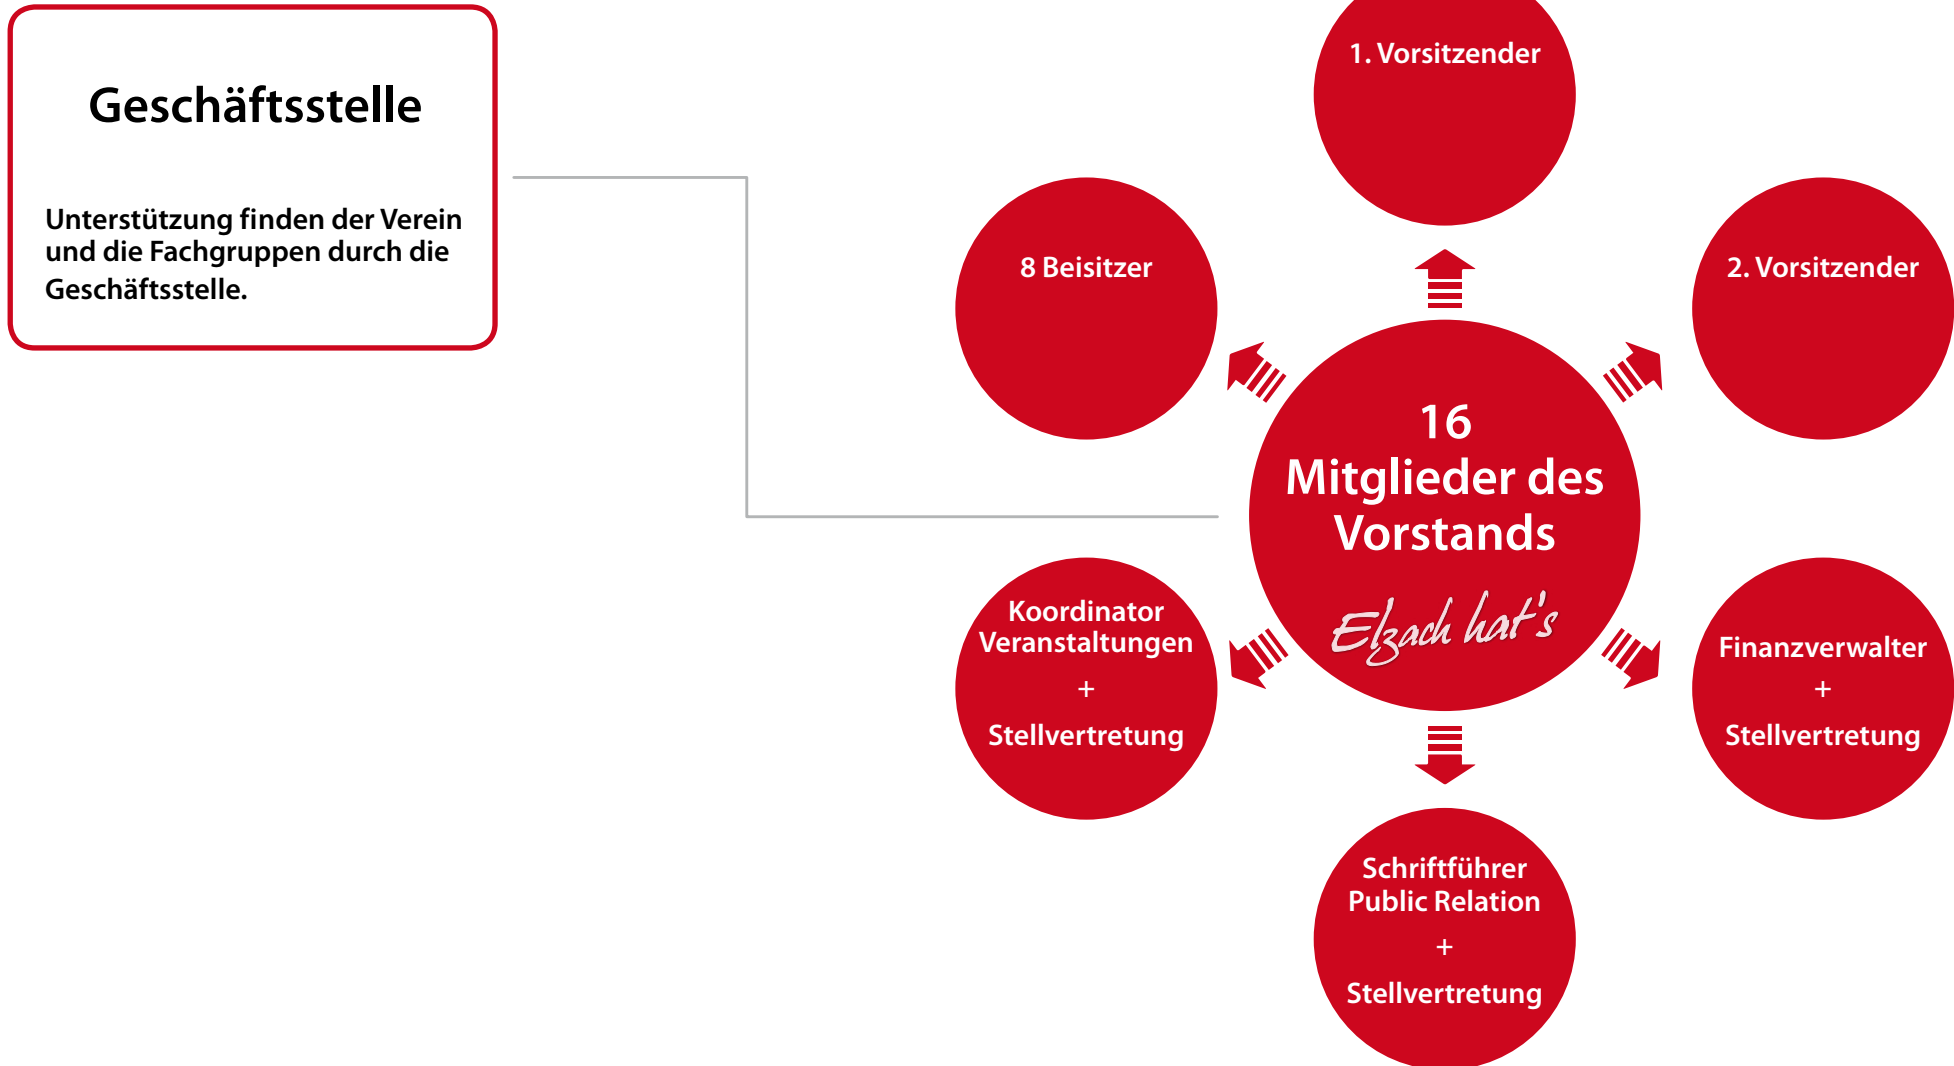 Geschäftsstelle
Unterstützung finden der Verein
und die Fachgruppen durch die
Geschäftsstelle.
1. Vorsitzender
8 Beisitzer
2. Vorsitzender
16
Mitglieder des
Vorstands
Elzach hat's
Koordinator
Veranstaltungen
+
Stellvertretung
Finanzverwalter
+
Stellvertretung
Schriftführer
Public Relation
+
Stellvertretung